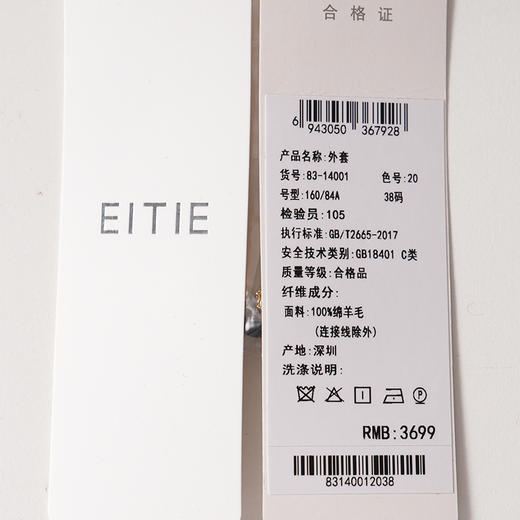 EITIE
合格证
6 943050 367928
产品名称:外套
货号:83-14001 色号:20
号型:160/84A 38码
检验员:105
执行标准:GB/T2665-2017
安全技术类别:GB18401 C类
质量等级:合格品
纤维成分:
面料:100%绵羊毛
(连接线除外)
产地:深圳
洗涤说明:
RMB:3699
83140012038